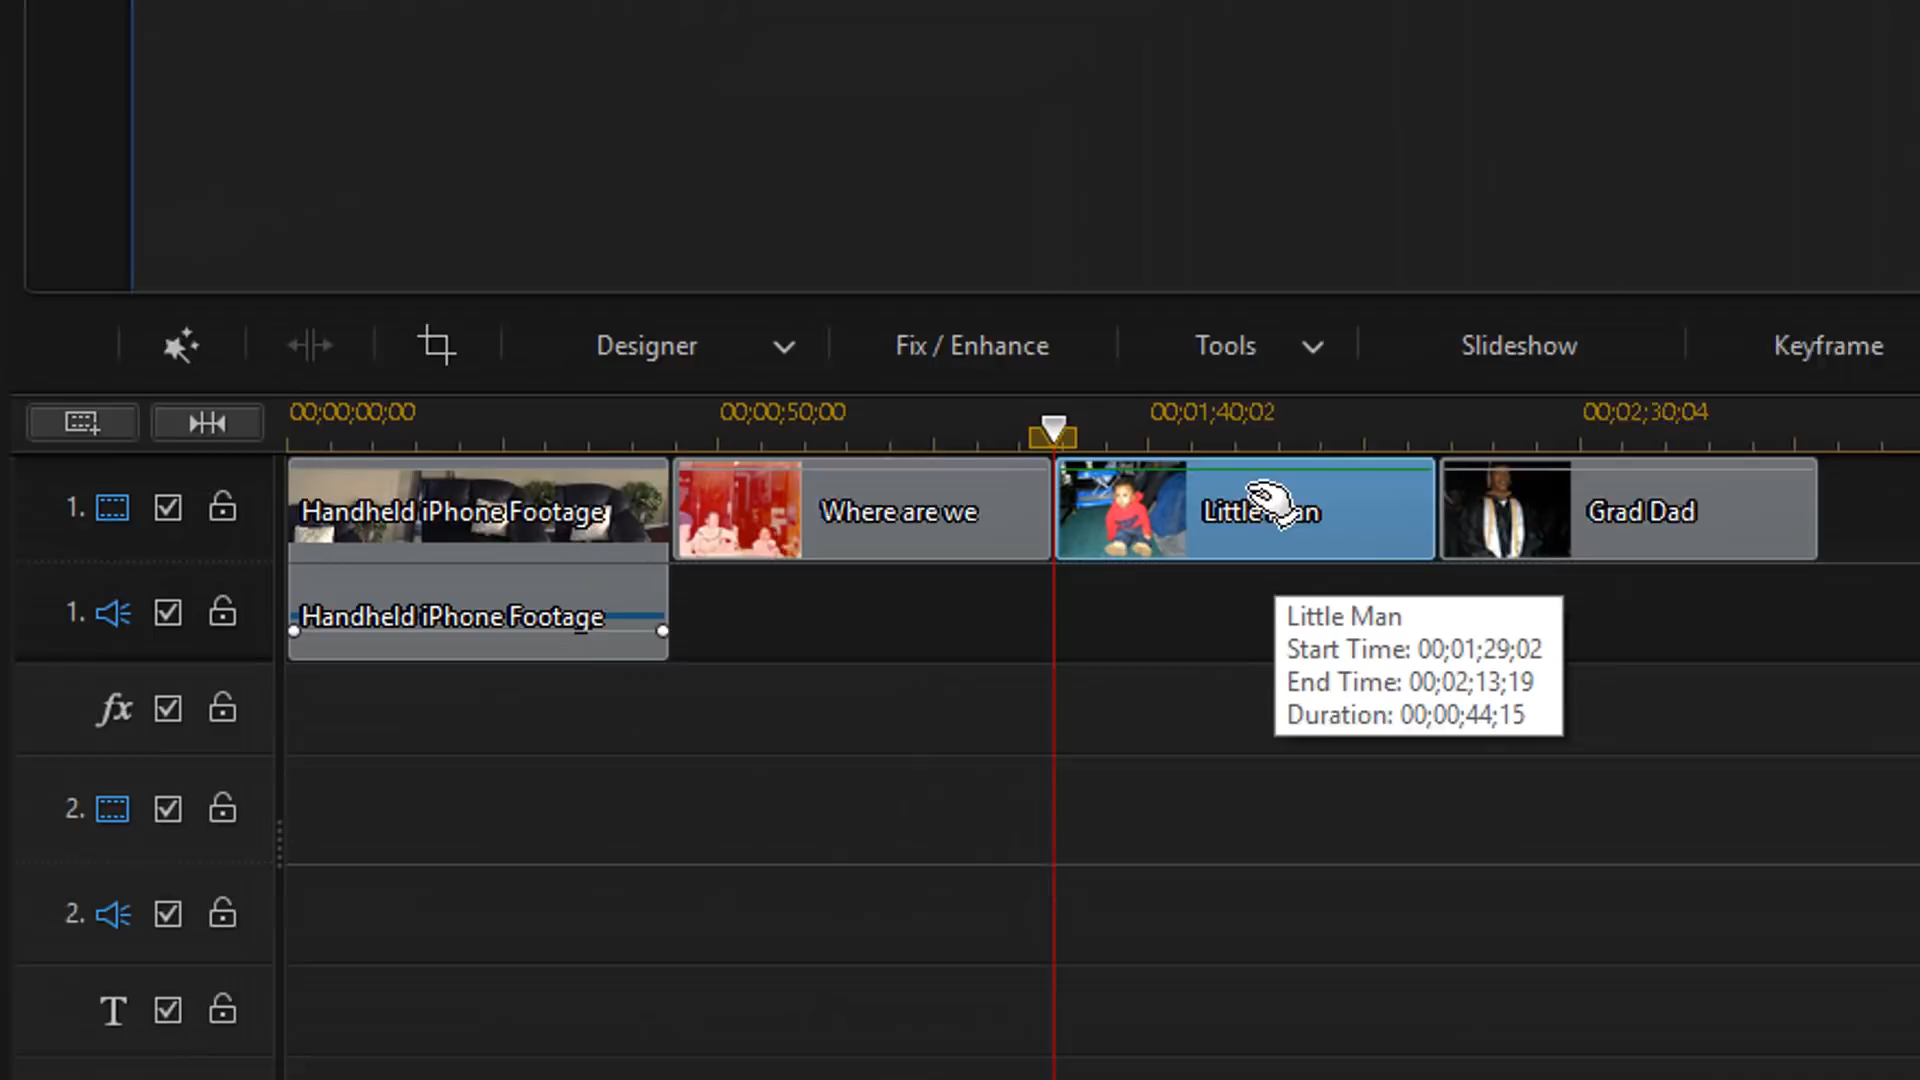 Designer
Fix / Enhance
Tools
Slideshow
Keyframe
00;00;00;00
00;00;50;00
00;01;40;02
00;02;30;04
1.
Handheld iPhone Footage
Where are we
Little Man
Grad Dad
1.
Handheld iPhone Footage
Little Man
Start Time: 00;01;29;02
End Time: 00;02;13;19
Duration: 00;00;44;15
fx
2.
2.
T